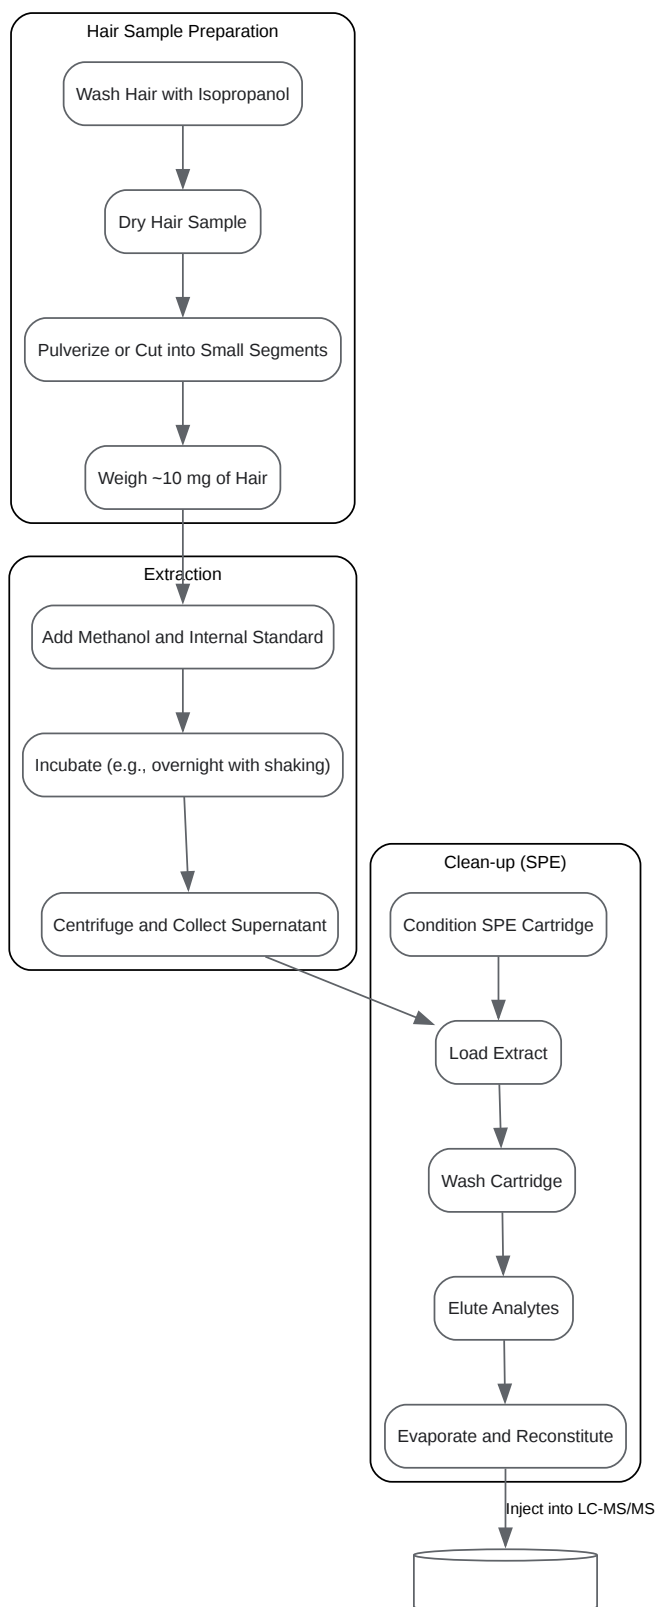 Hair Sample Preparation
Wash Hair with Isopropanol
Dry Hair Sample
Pulverize or Cut into Small Segments
Weigh ~10 mg of Hair
Extraction
Add Methanol and Internal Standard
Incubate (e.g., overnight with shaking)
Centrifuge and Collect Supernatant
Clean-up (SPE)
Condition SPE Cartridge
Load Extract
Wash Cartridge
Elute Analytes
Evaporate and Reconstitute
Inject into LC-MS/MS